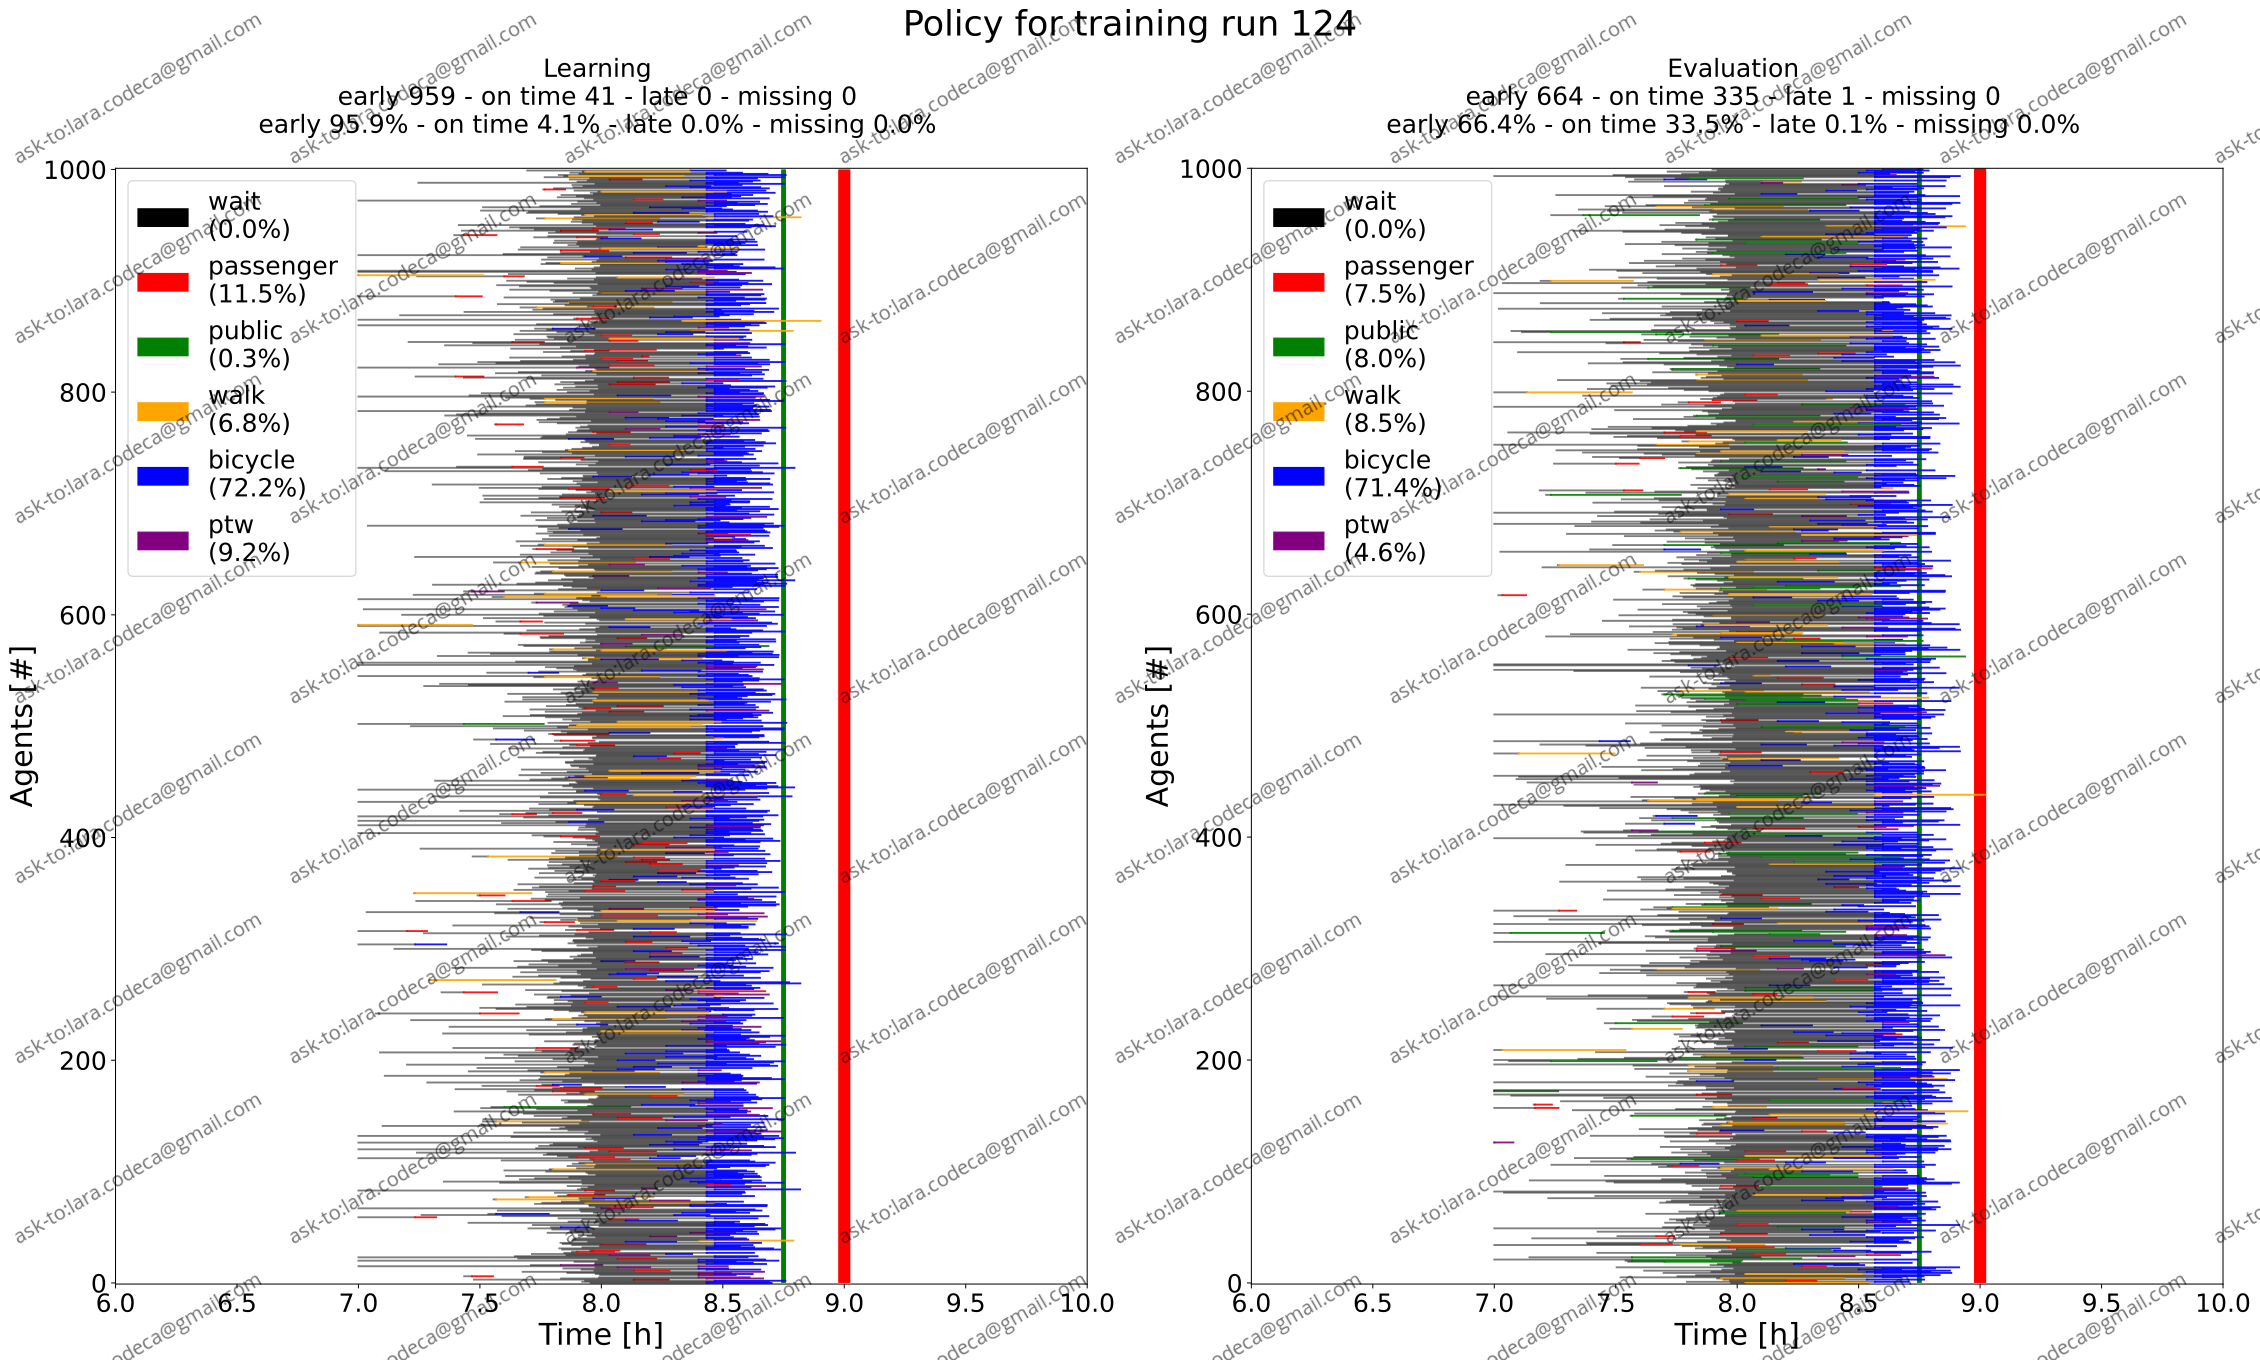 Policy for training run 124
Learning
early 959 - on time 41 - late 0 - missing 0
early 95.9% - on time 4.1% - late 0.0% - missing 0.0%
Evaluation
early 664 - on time 335 - late 1 - missing 0
early 66.4% - on time 33.5% - late 0.1% - missing 0.0%
wait
(0.0%)
passenger
(11.5%)
public
(0.3%)
walk
(6.8%)
bicycle
(72.2%)
ptw
(9.2%)
Agents [#]
1000
800
600
400
200
0
6.0 6.5 7.0 7.5 8.0 8.5 9.0 9.5 10.0
Time [h]
wait
(0.0%)
passenger
(7.5%)
public
(8.0%)
walk
(8.5%)
bicycle
(71.4%)
ptw
(4.6%)
Agents [#]
1000
800
600
400
200
0
6.0 6.5 7.0 7.5 8.0 8.5 9.0 9.5 10.0
Time [h]
ask-to:lara.codeca@gmail.com